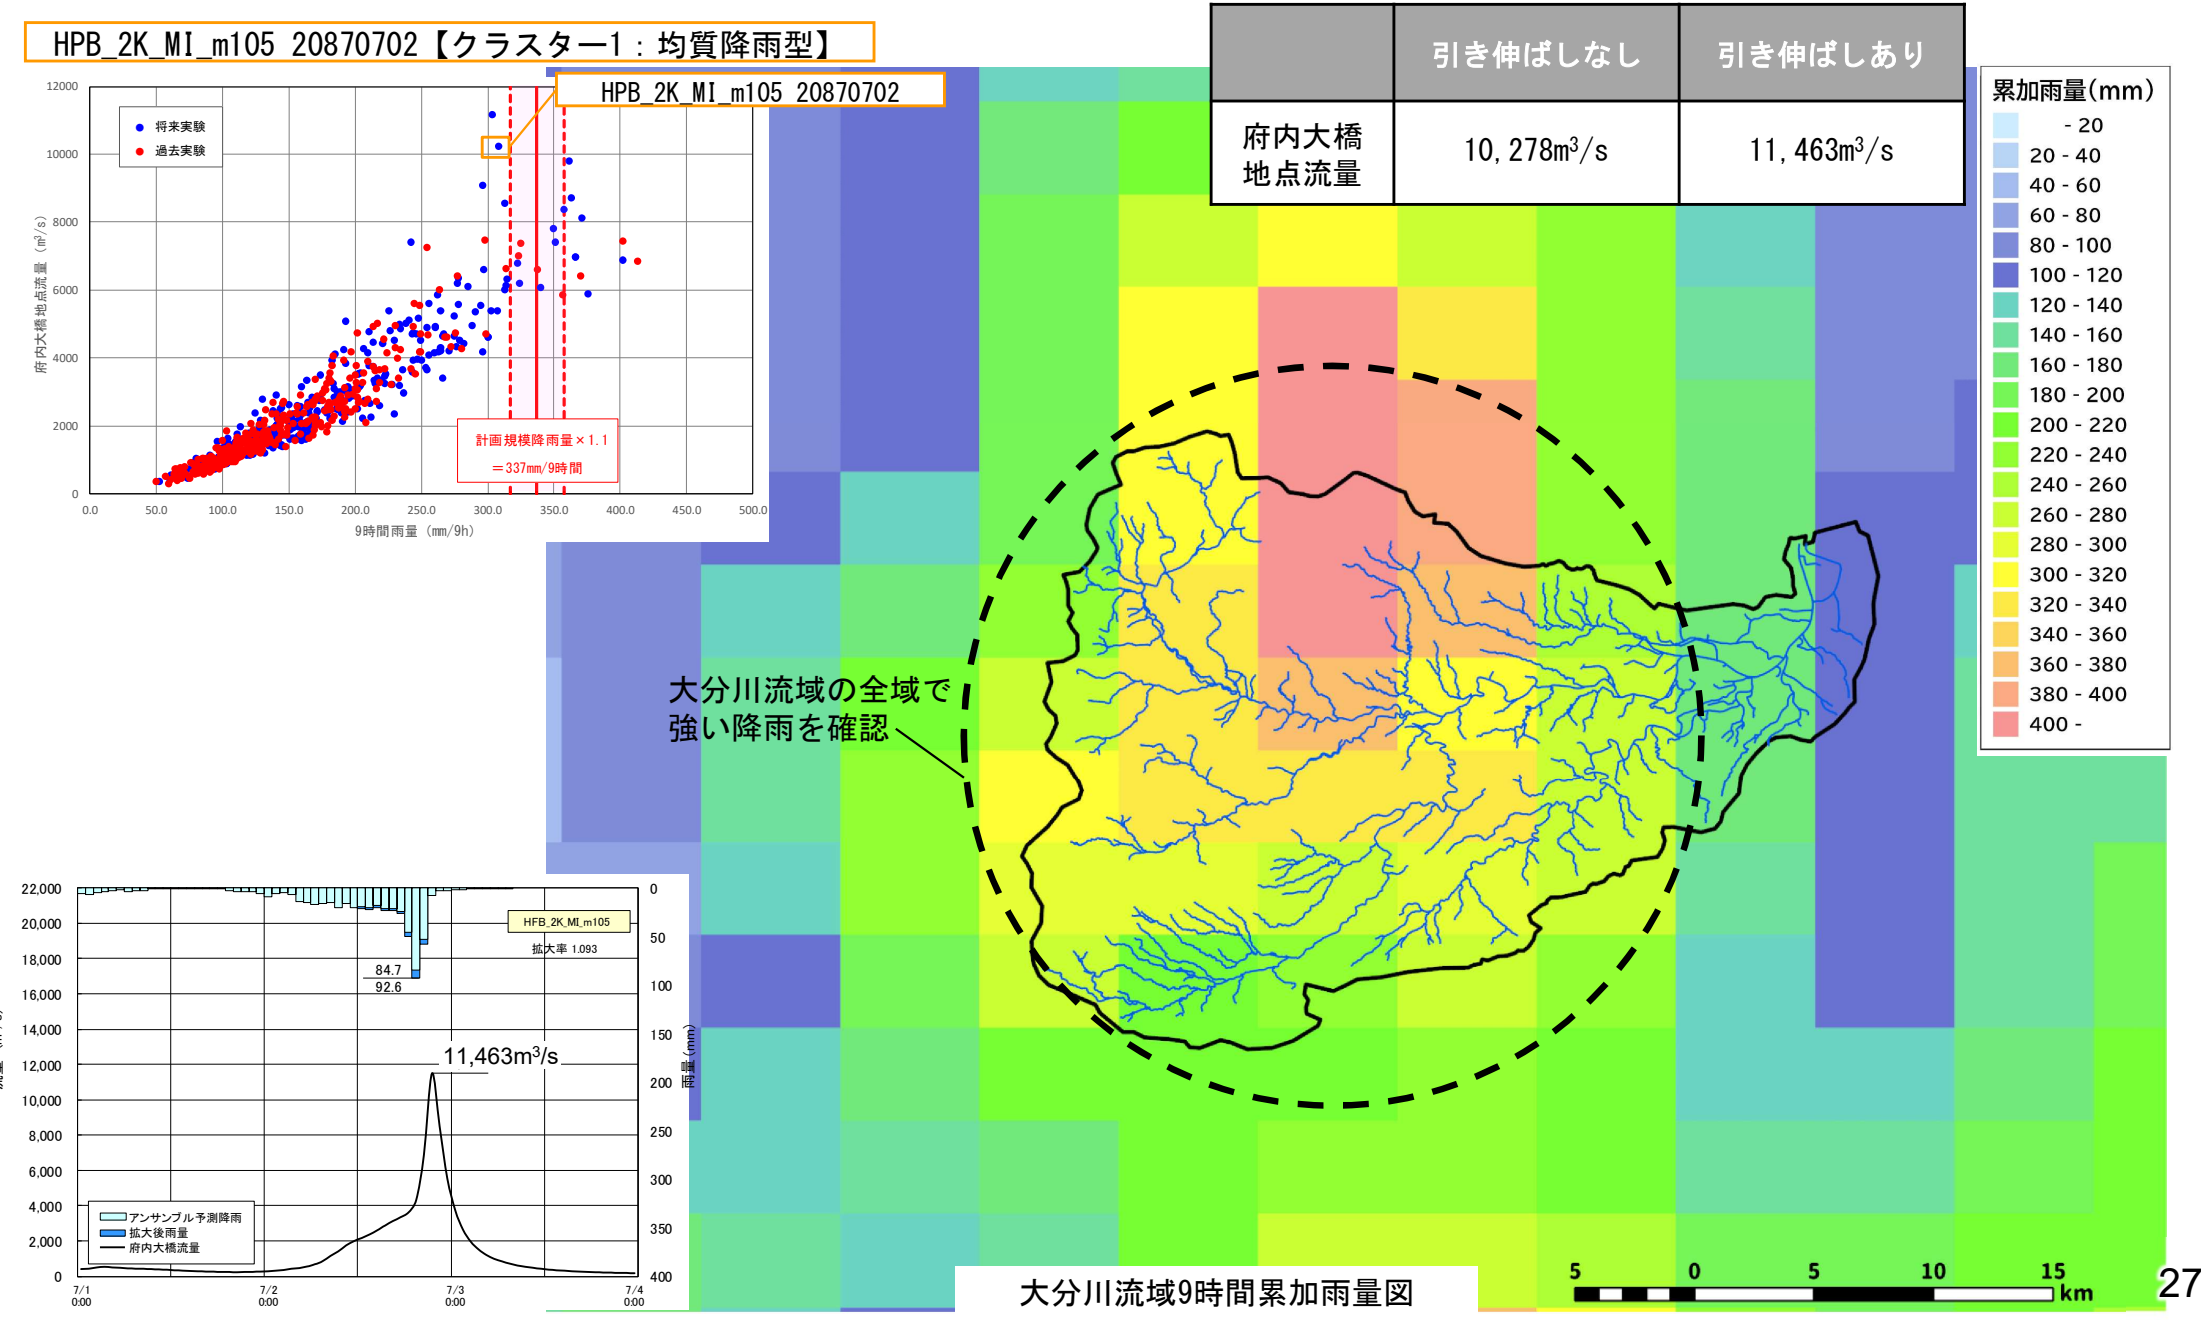 HPB_2K_MI_m105 20870702【クラスター1：均質降雨型】
12000
10000
8000
6000
4000
2000
0
0.0
50.0
100.0
150.0
200.0
250.0
300.0
350.0
400.0
450.0
500.0
府内大橋地点流量（m³/s）
9時間雨量（mm/9h）
将来実験
過去実験
HPB_2K_MI_m105 20870702
計画規模降雨量×1.1
＝337mm/9時間
引き伸ばしなし
引き伸ばしあり
府内大橋
地点流量
10,278m³/s
11,463m³/s
累加雨量(mm)
- 20
20 - 40
40 - 60
60 - 80
80 - 100
100 - 120
120 - 140
140 - 160
160 - 180
180 - 200
200 - 220
220 - 240
240 - 260
260 - 280
280 - 300
300 - 320
320 - 340
340 - 360
360 - 380
380 - 400
400 -
大分川流域の全域で
強い降雨を確認
22,000
20,000
18,000
16,000
14,000
12,000
10,000
8,000
6,000
4,000
2,000
0
0
50
100
150
200
250
300
350
400
雨量(mm)
HFB_2K_MI_m105
拡大率 1.093
84.7
92.6
11,463m³/s
アンサンブル予測降雨
拡大後雨量
府内大橋流量
7/1
0:00
7/2
0:00
7/3
0:00
7/4
0:00
大分川流域9時間累加雨量図
5
0
5
10
15
km
27